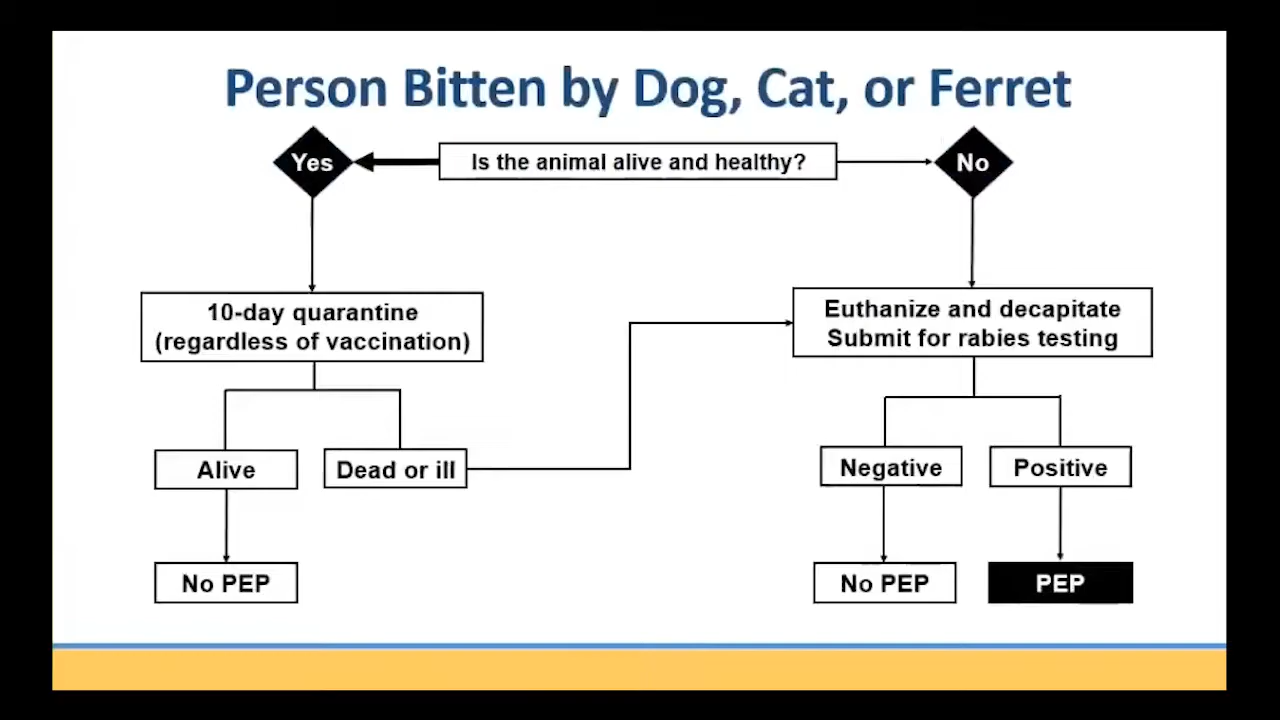 Person Bitten by Dog, Cat, or Ferret
Yes
Is the animal alive and healthy?
No
10-day quarantine
(regardless of vaccination)
Euthanize and decapitate
Submit for rabies testing
Alive
Dead or ill
Negative
Positive
No PEP
No PEP
PEP